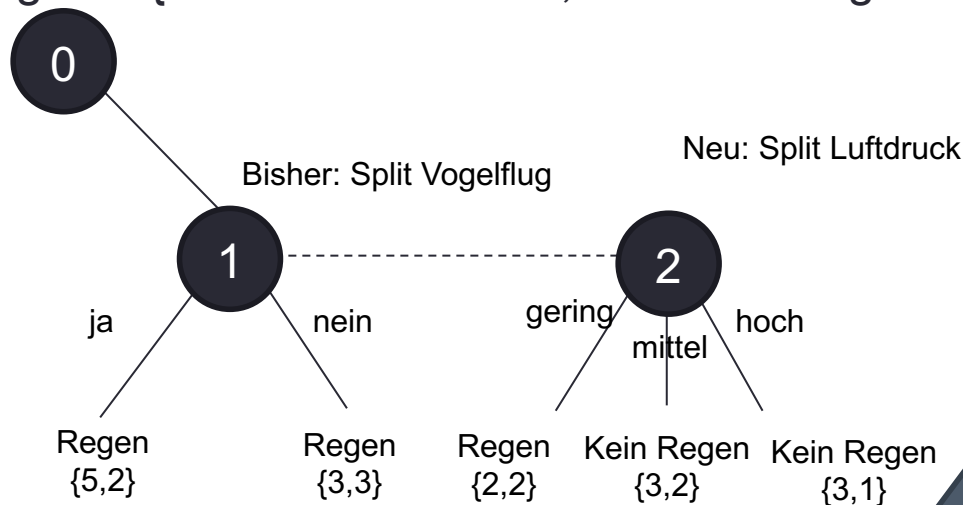 0
Neu: Split Luftdruck
Bisher: Split Vogelflug
1
2
ja
nein
gering
mittel
hoch
Regen
{5,2}
Regen
{3,3}
Regen
{2,2}
Kein Regen
{3,2}
Kein Regen
{3,1}